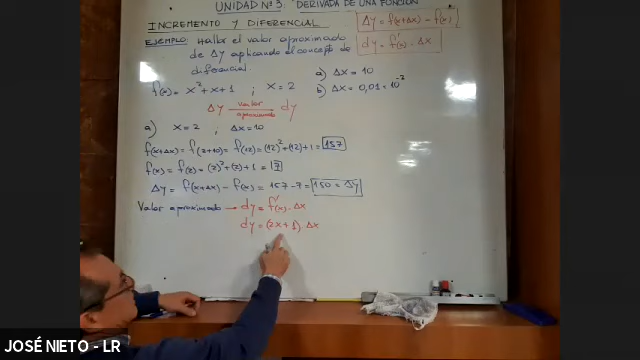 UNIDAD Nº 3: DERIVADA DE UNA FUNCIÓN
INCREMENTO Y DIFERENCIAL
Δy = f(x+Δx) - f(x)
dy = f'(x) · Δx
EJEMPLO: Hallar el valor aproximado
de Δy aplicando el concepto de
diferencial
a) Δx = 10
b) Δx = 0,01 = 10⁻²
f(x) = x² + x + 1 ; x = 2
Δy valor aproximado dy
a) x = 2 ; Δx = 10
f(x+Δx) = f(2+10) = f(12) = (12)² + (12) + 1 = 157
f(x) = f(2) = (2)² + (2) + 1 = 7
Δy = f(x+Δx) - f(x) = 157 - 7 = 150 = Δy
Valor aproximado → dy = f'(x) · Δx
dy = (2x + 1) · Δx
JOSÉ NIETO - LR